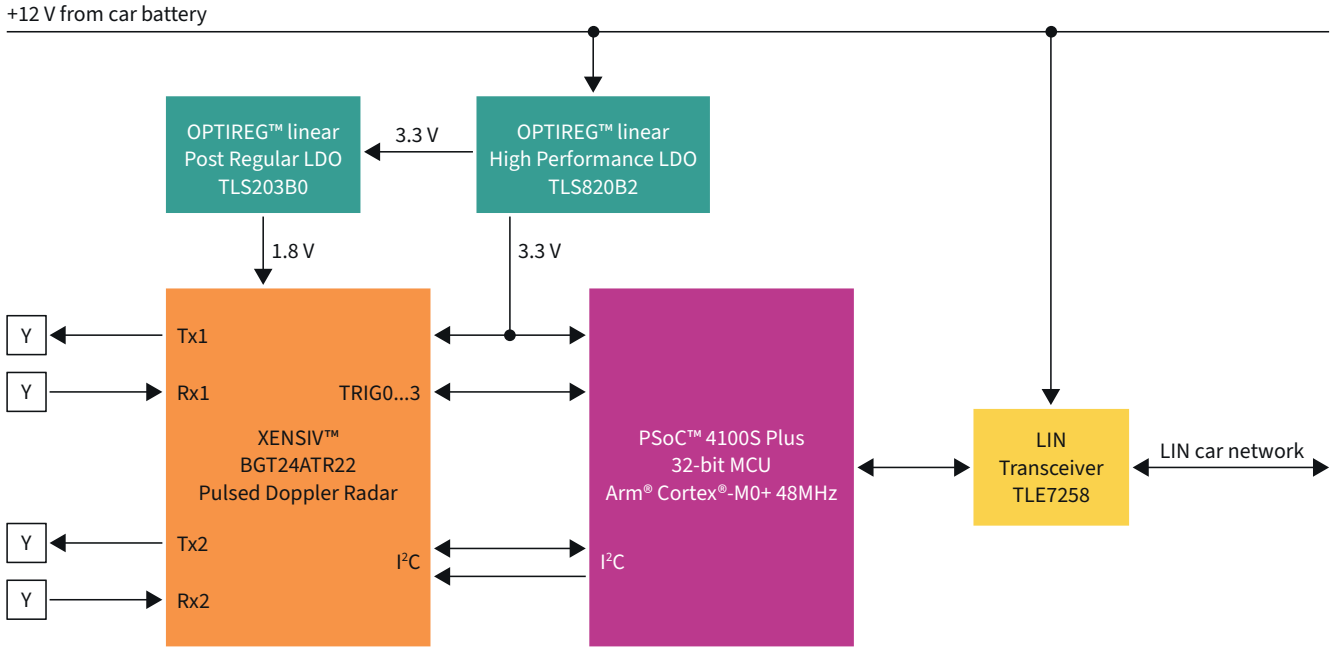 +12 V from car battery
OPTIREG™ linear
Post Regular LDO
TLS203B0
3.3 V
OPTIREG™ linear
High Performance LDO
TLS820B2
1.8 V
3.3 V
Y
Tx1
Y
Rx1
TRIG0...3
XENSIV™
BGT24ATR22
Pulsed Doppler Radar
Y
Tx2
I²C
Y
Rx2
PSoC™ 4100S Plus
32-bit MCU
Arm® Cortex®-M0+ 48MHz
I²C
LIN
Transceiver
TLE7258
LIN car network